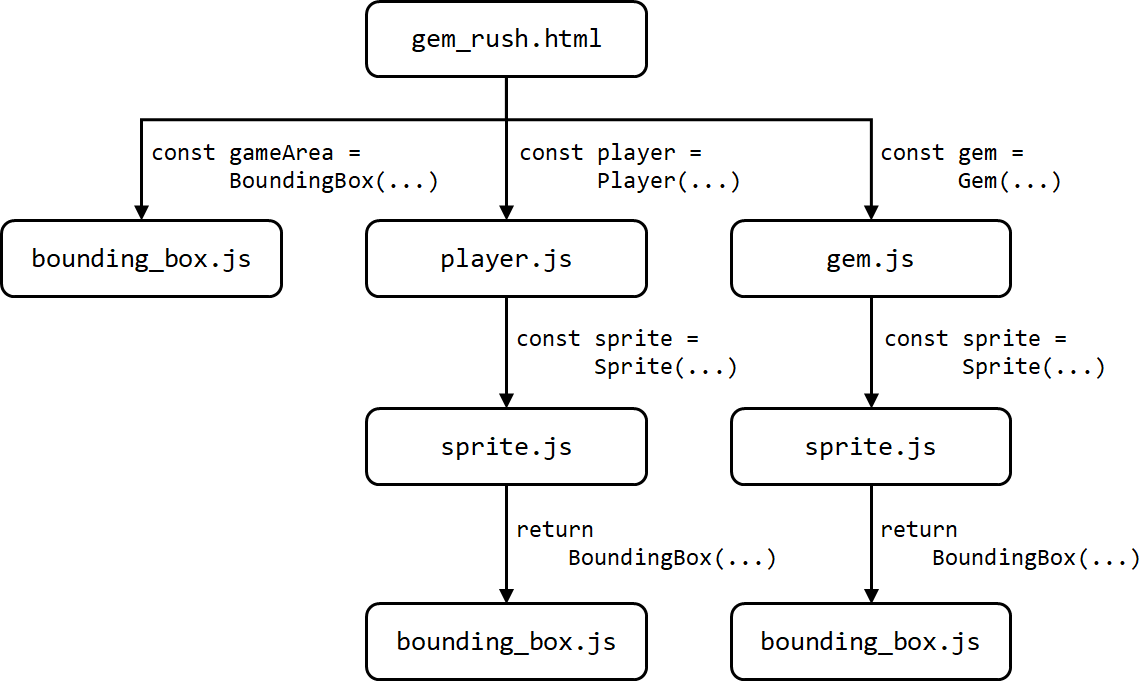 gem_rush.html
const gameArea =
BoundingBox(...)
const player =
Player(...)
const gem =
Gem(...)
bounding_box.js
player.js
gem.js
const sprite =
Sprite(...)
const sprite =
Sprite(...)
sprite.js
sprite.js
return
BoundingBox(...)
return
BoundingBox(...)
bounding_box.js
bounding_box.js